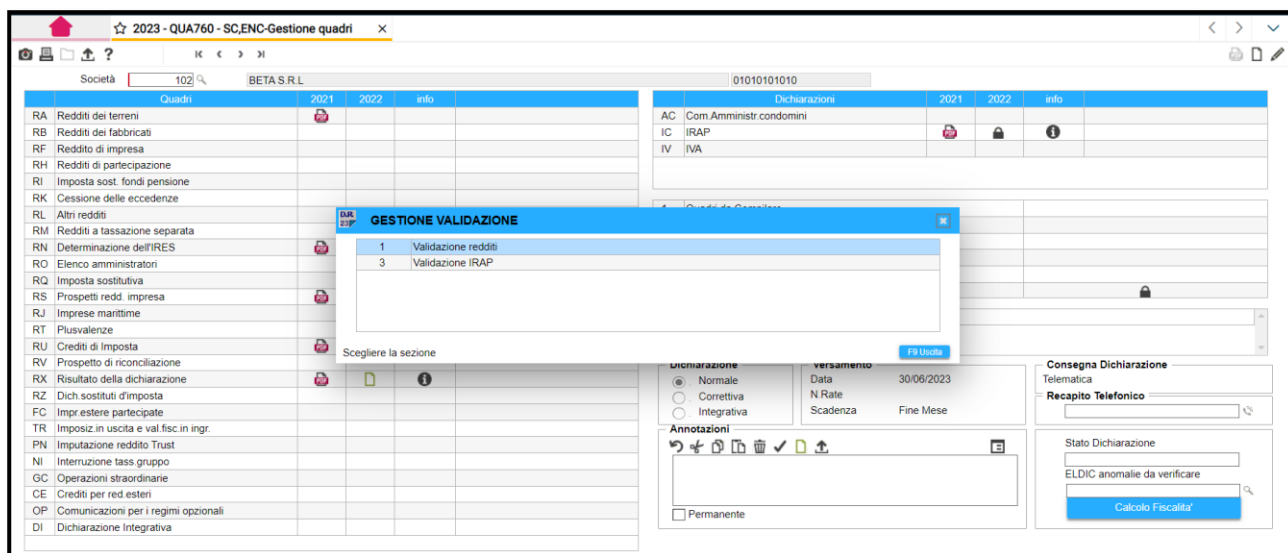 2023 - QUA760 - SC,ENC-Gestione quadri
Società 102 BETA S.R.L 01010101010
Quadri 2021 2022 info
RA Redditi dei terreni
RB Redditi dei fabbricati
RF Reddito di impresa
RH Redditi di partecipazione
RI Imposta sost. fondi pensione
RK Cessione delle eccedenze
RL Altri redditi
RM Redditi a tassazione separata
RN Determinazione dell'IRES
RO Elenco amministratori
RQ Imposta sostitutiva
RS Prospetti redd. impresa
RJ Imprese marittime
RT Plusvalenze
RU Crediti di Imposta
RV Prospetto di riconciliazione
RX Risultato della dichiarazione
RZ Dich.sostituti d'imposta
FC Impr.estere partecipate
TR Imposiz.in uscita e val.fisc.in ingr.
PN Imputazione reddito Trust
NI Interruzione tass.gruppo
GC Operazioni straordinarie
CE Crediti per red.esteri
OP Comunicazioni per i regimi opzionali
DI Dichiarazione Integrativa
Dichiarazioni 2021 2022 info
AC Com.Amministr.condomini
IC IRAP
IV IVA
1 Quadri da Compilare
D.R. 23
GESTIONE VALIDAZIONE
1 Validazione redditi
3 Validazione IRAP
Scegliere la sezione
F9 Uscita
Dichiarazione
Normale
Correttiva
Integrativa
Versamento
Data 30/06/2023
N.Rate
Scadenza Fine Mese
Consegna Dichiarazione
Telematica
Recapito Telefonico
Annotazioni
Permanente
Stato Dichiarazione
ELDIC anomalie da verificare
Calcolo Fiscalita'